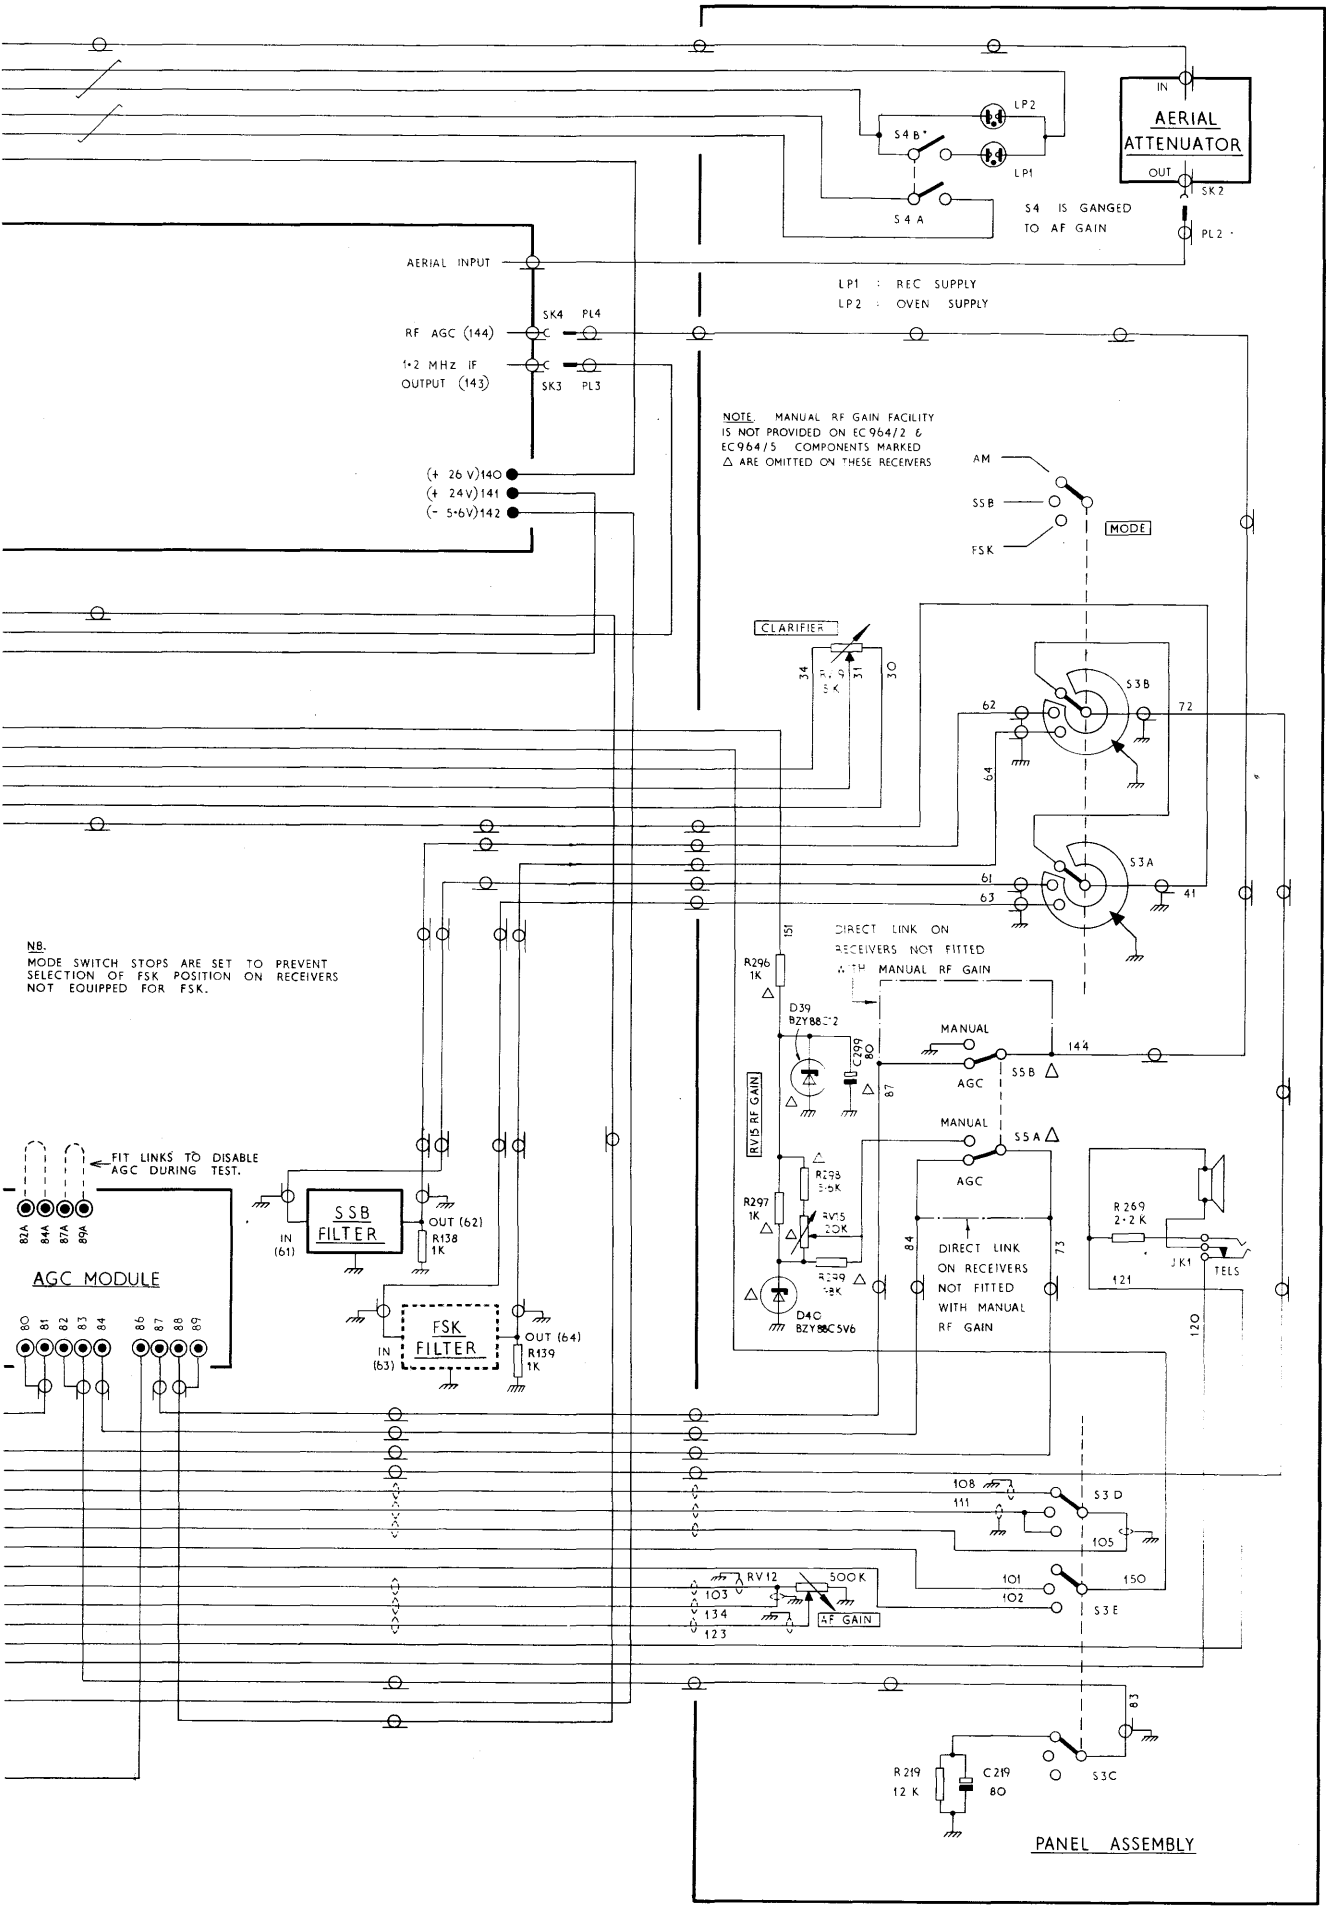 IN
AERIAL
ATTENUATOR
OUT
SK2
PL2
LP2
S4B*
LP1
S4A
S4 IS GANGED
TO AF GAIN
AERIAL INPUT
LP1 : REC SUPPLY
LP2 : OVEN SUPPLY
SK4 PL4
RF AGC (144)
1·2 MHz IF
OUTPUT (143)
SK3 PL3
NOTE. MANUAL RF GAIN FACILITY
IS NOT PROVIDED ON EC964/2 &
EC964/5 COMPONENTS MARKED
△ ARE OMITTED ON THESE RECEIVERS
(+ 26 V)140
(+ 24V)141
(- 5·6V)142
AM
SSB
FSK
MODE
CLARIFIER
34
31
30
S3B
62
72
64
S3A
61
63
41
NB.
MODE SWITCH STOPS ARE SET TO PREVENT
SELECTION OF FSK POSITION ON RECEIVERS
NOT EQUIPPED FOR FSK.
151
DIRECT LINK ON
RECEIVERS NOT FITTED
WITH MANUAL RF GAIN
R296
1K
△
D39
BZY88C12
C299
80
△
△
87
MANUAL
AGC
S5B △
144
RV15 RF GAIN
MANUAL
AGC
S5A △
FIT LINKS TO DISABLE
AGC DURING TEST.
82A
84A
87A
89A
AGC MODULE
80
81
82
83
84
86
87
88
89
SSB
FILTER
IN
(61)
OUT (62)
R138
1K
FSK
FILTER
IN
(63)
OUT (64)
R139
1K
△
R298
5·6K
R297
1K
△
△
RV15
20K
R299
△
△
D40
BZY88C5V6
84
73
DIRECT LINK
ON RECEIVERS
NOT FITTED
WITH MANUAL
RF GAIN
R269
2·2K
JK1
TELS
121
120
108
111
S3D
105
101
102
150
S3E
RV12
500K
103
134
123
AF GAIN
83
R219
12K
C219
80
S3C
PANEL ASSEMBLY